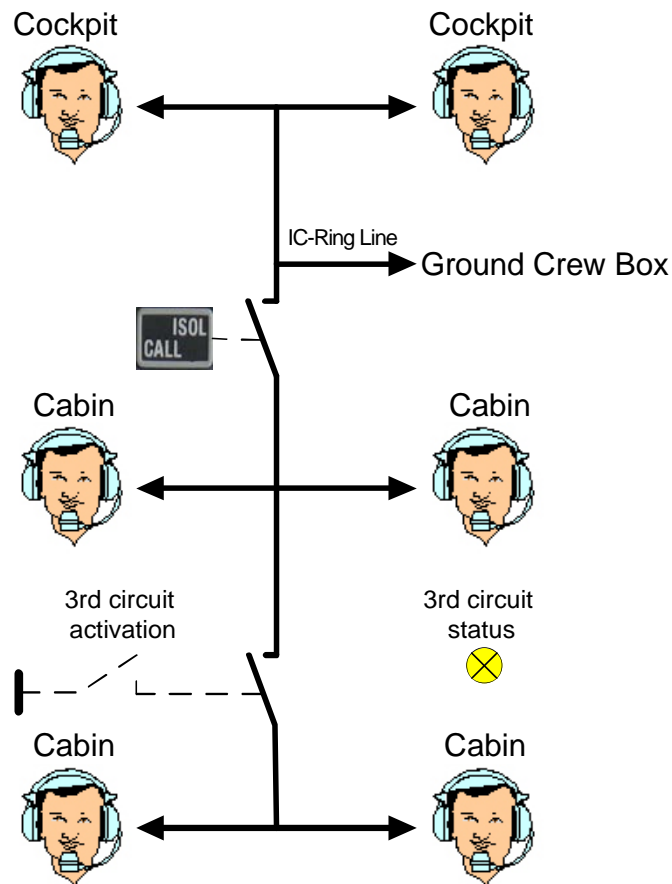 Cockpit
Cockpit
IC-Ring Line
Ground Crew Box
ISOL
CALL
Cabin
Cabin
3rd circuit
activation
3rd circuit
status
Cabin
Cabin